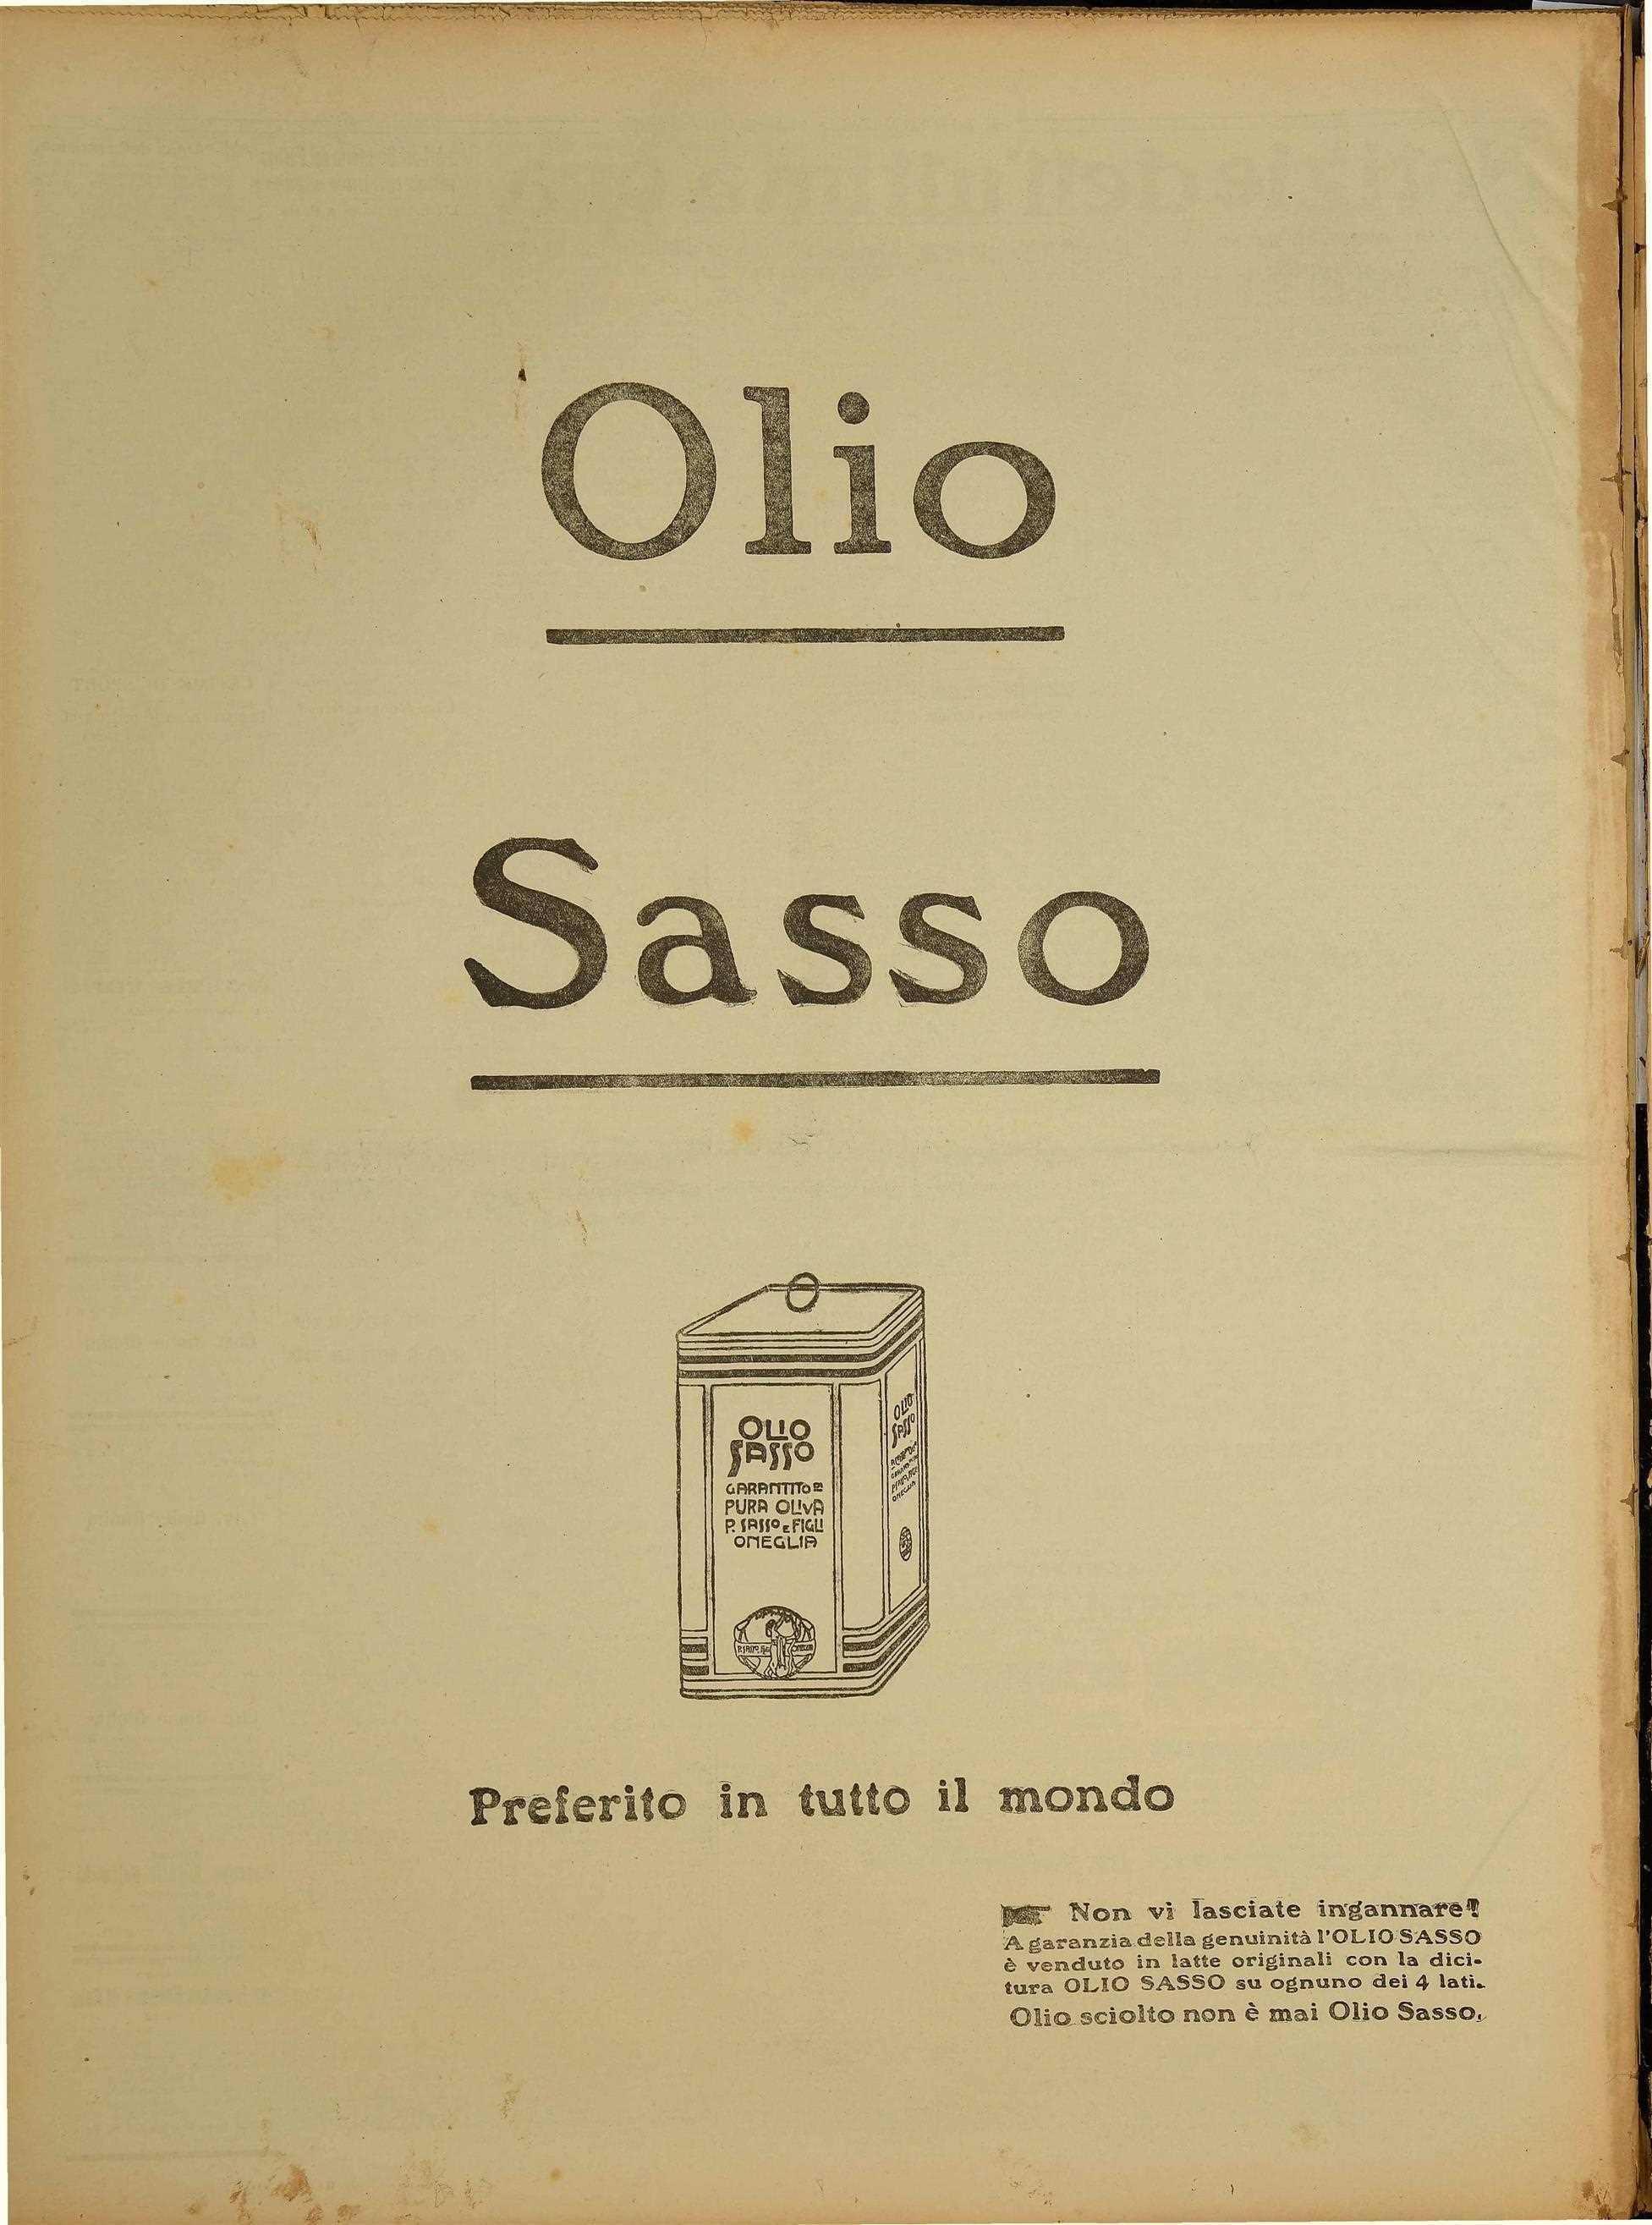 Olio
Sasso
OLIO
SASSO
GARANTITO DI
PURA OLIVA
P. SASSO E FIGLI
ONEGLIA
OLIO
SASSO
ONEGLIA
Preferito in tutto il mondo
Non vi lasciate ingannare!
A garanzia della genuinità l'OLIO SASSO
è venduto in latte originali con la dici-
tura OLIO SASSO su ognuno dei 4 lati.
Olio sciolto non è mai Olio Sasso.